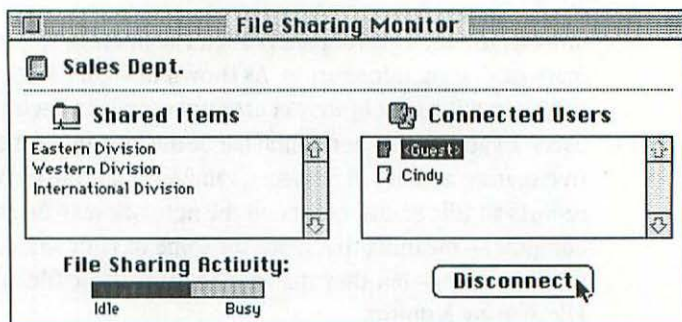 File Sharing Monitor
Sales Dept.
Shared Items
Eastern Division
Western Division
International Division
Connected Users
<Guest>
Cindy
File Sharing Activity:
Idle Busy
Disconnect